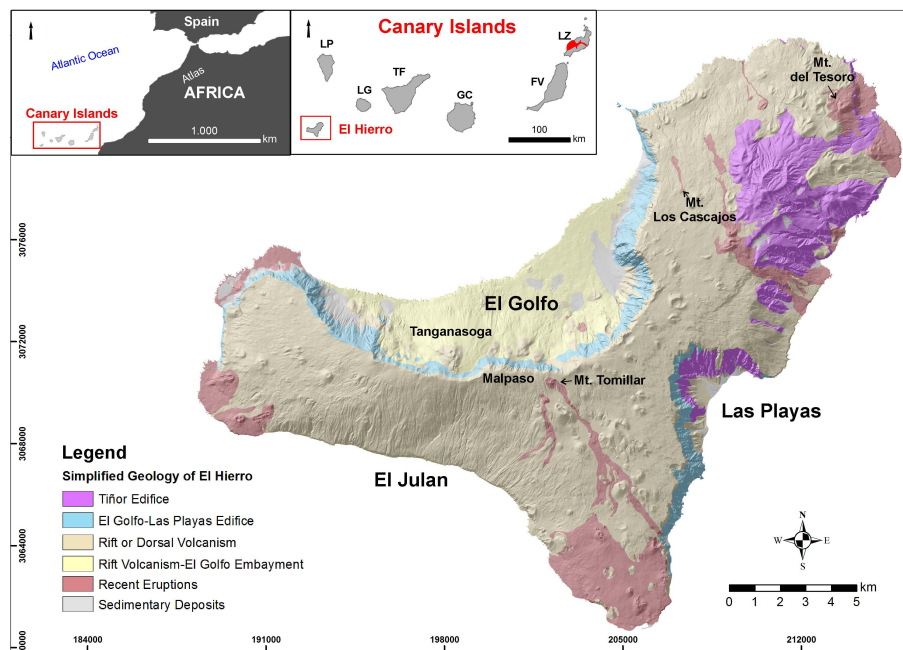 Spain
Atlantic Ocean
Atlas
AFRICA
Canary Islands
1.000
km
Canary Islands
LP
LG
TF
GC
FV
LZ
El Hierro
100
km
Mt.
del Tesoro
Mt.
Los Cascajos
El Golfo
Tanganasoga
Malpaso
Mt. Tomillar
Las Playas
El Julan
Legend
Simplified Geology of El Hierro
Tiñor Edifice
El Golfo-Las Playas Edifice
Rift or Dorsal Volcanism
Rift Volcanism-El Golfo Embayment
Recent Eruptions
Sedimentary Deposits
N
W
E
S
km
0 1 2 3 4 5
3076000
3072000
3068000
3064000
0000
184000
191000
198000
205000
212000